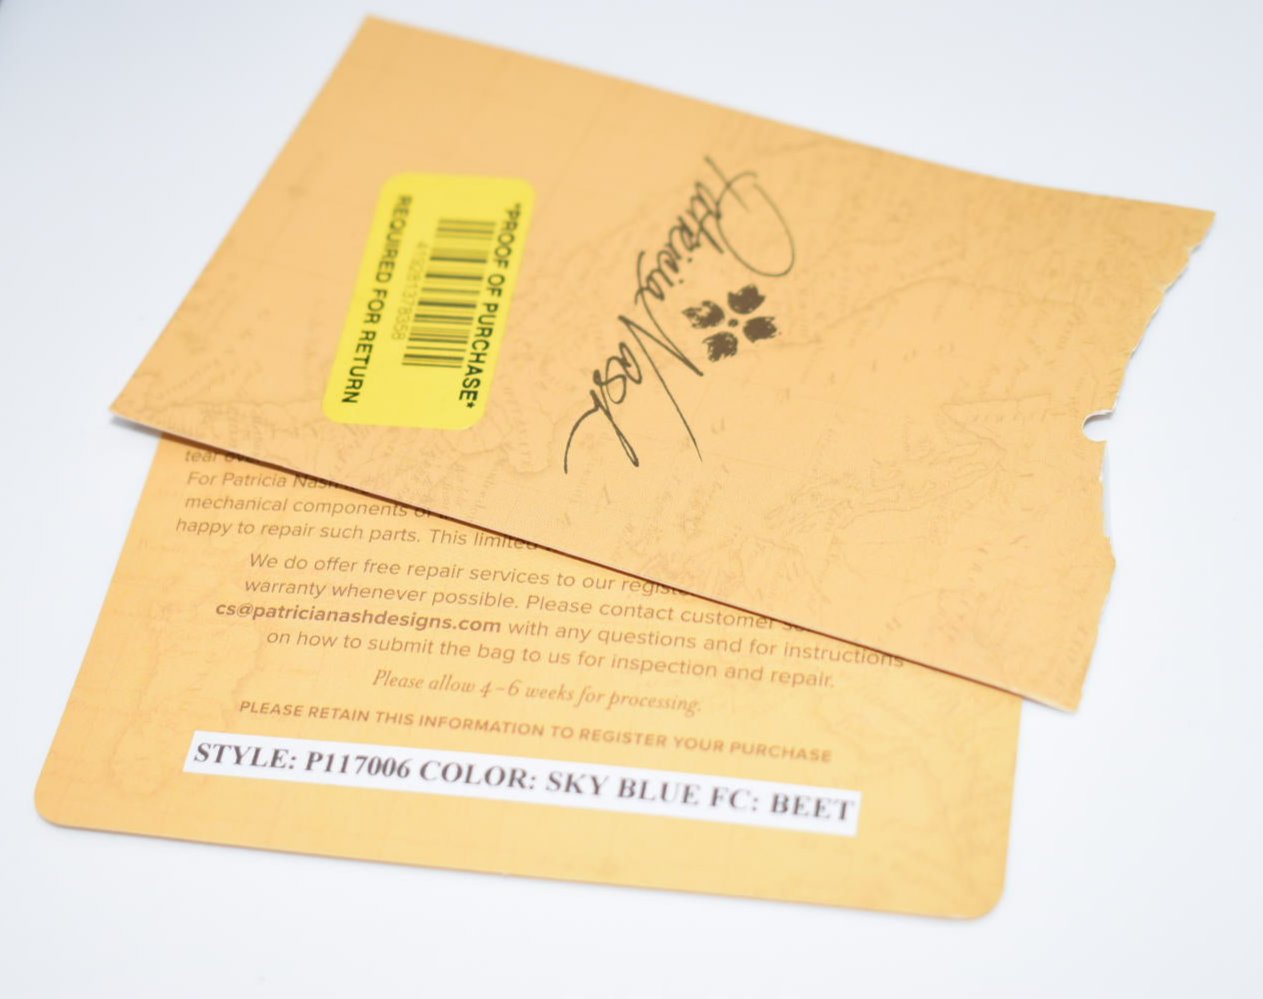 *PROOF OF PURCHASE*
REQUIRED FOR RETURN
Patricia Nash
tear
For Patricia Nash
mechanical components of
happy to repair such parts. This limited
We do offer free repair services to our
warranty whenever possible. Please contact customer
cs@patricianashdesigns.com with any questions and for instructions
on how to submit the bag to us for inspection and repair.
Please allow 4–6 weeks for processing.
PLEASE RETAIN THIS INFORMATION TO REGISTER YOUR PURCHASE
STYLE: P117006 COLOR: SKY BLUE FC: BEET